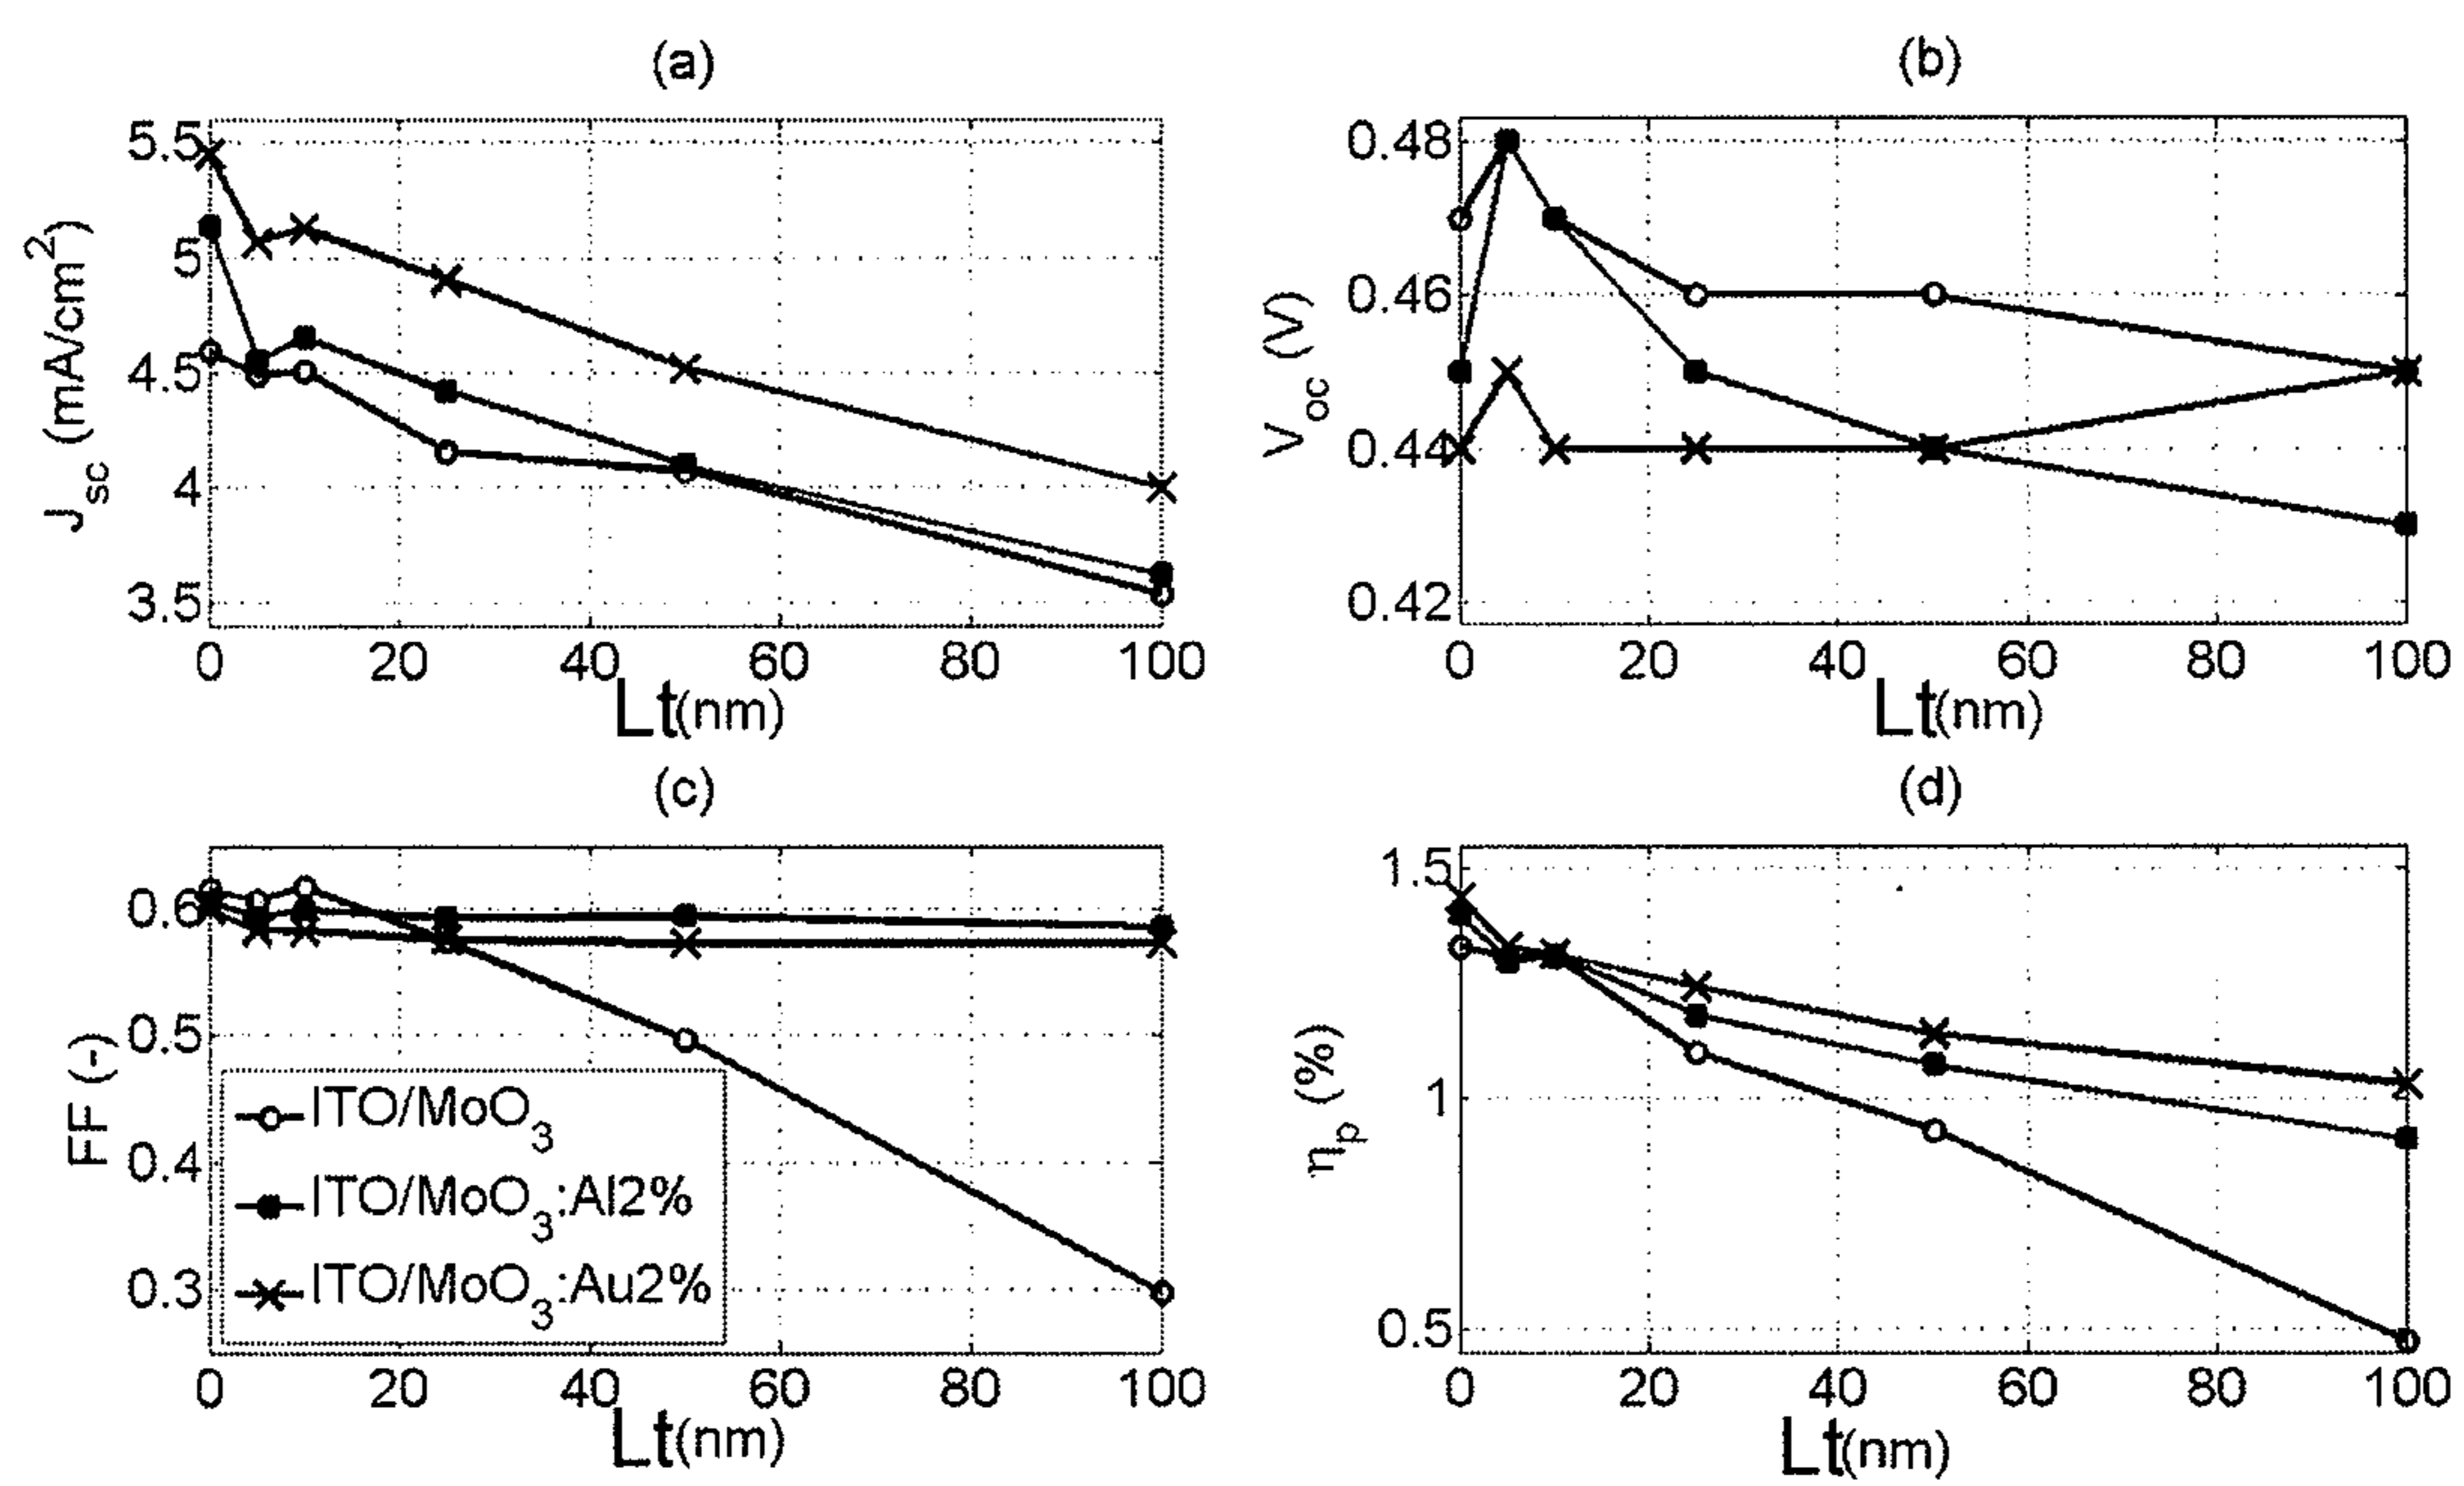 (a)
5.5
5
4.5
4
3.5
J_sc (mA/cm²)
0 20 40 60 80 100
Lt(nm)
(b)
0.48
0.46
0.44
0.42
V_oc (V)
0 20 40 60 80 100
Lt(nm)
(c)
0.6
0.5
0.4
0.3
FF (-)
ITO/MoO₃
ITO/MoO₃:Al2%
ITO/MoO₃:Au2%
0 20 40 60 80 100
Lt(nm)
(d)
1.5
1
0.5
η_p (%)
0 20 40 60 80 100
Lt(nm)